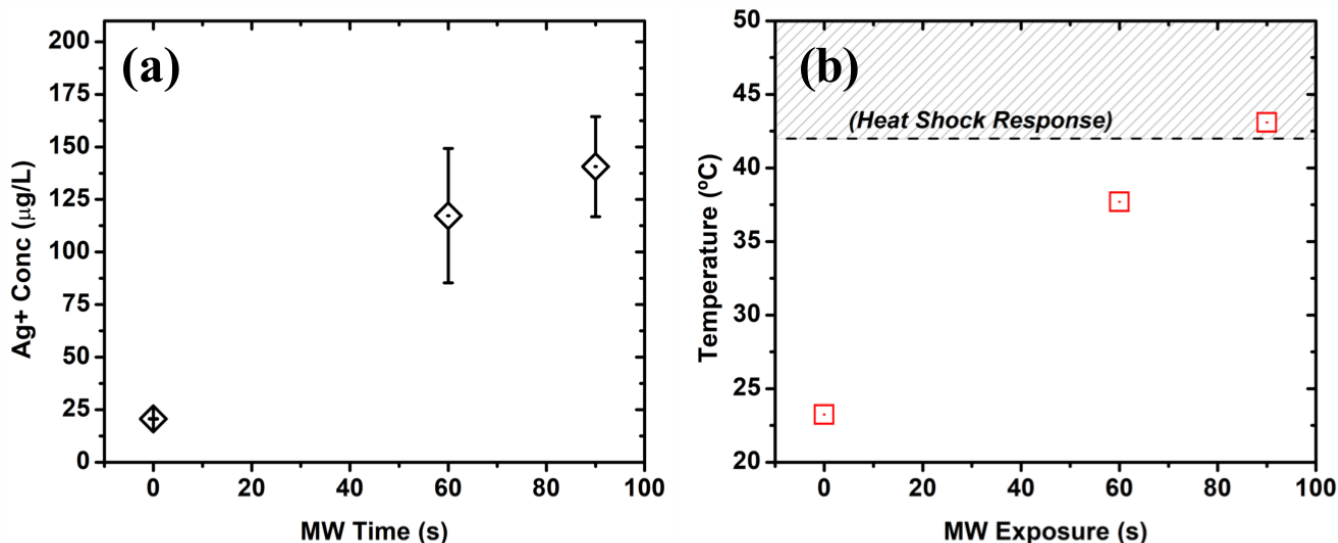 (a)
200
175
150
125
100
75
50
25
0
Ag+ Conc (μg/L)
0 20 40 60 80 100
MW Time (s)
(b)
(Heat Shock Response)
50
45
40
35
30
25
20
Temperature (ºC)
0 20 40 60 80 100
MW Exposure (s)